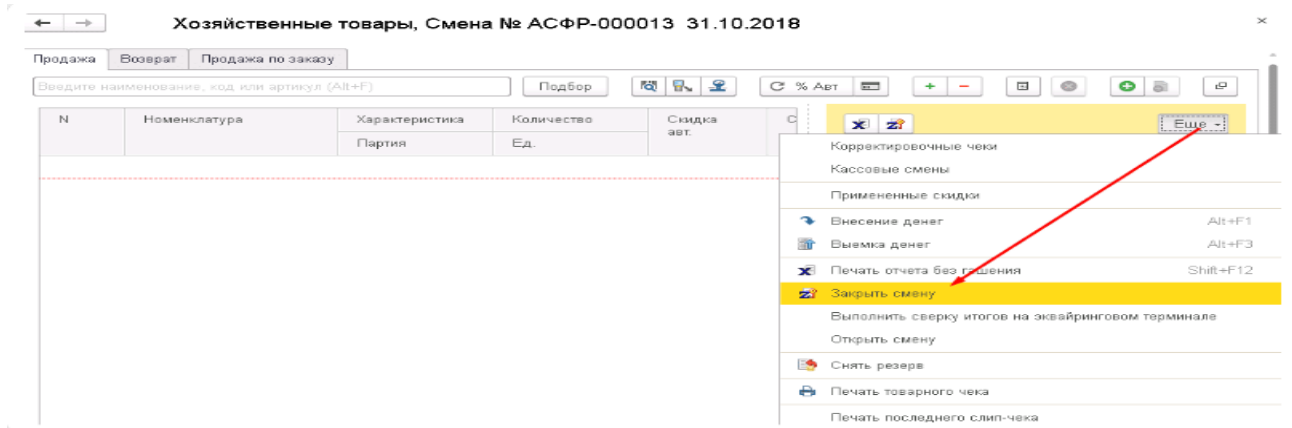 Хозяйственные товары, Смена № АСФР-000013 31.10.2018
Продажа Возврат Продажа по заказу
Введите наименование, код или артикул (Alt+F) Подбор % Авт
N Номенклатура Характеристика Количество Скидка авт. С Еще
Партия Ед.
Корректировочные чеки
Кассовые смены
Примененные скидки
Внесение денег Alt+F1
Выемка денег Alt+F3
Печать отчета без гашения Shift+F12
Закрыть смену
Выполнить сверку итогов на эквайринговом терминале
Открыть смену
Снять резерв
Печать товарного чека
Печать последнего слип-чека